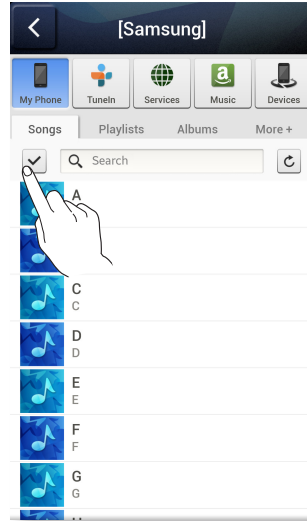 [Samsung]
My Phone TuneIn Services Music Devices
Songs Playlists Albums More +
Search
A
C
C
D
D
E
E
F
F
G
G